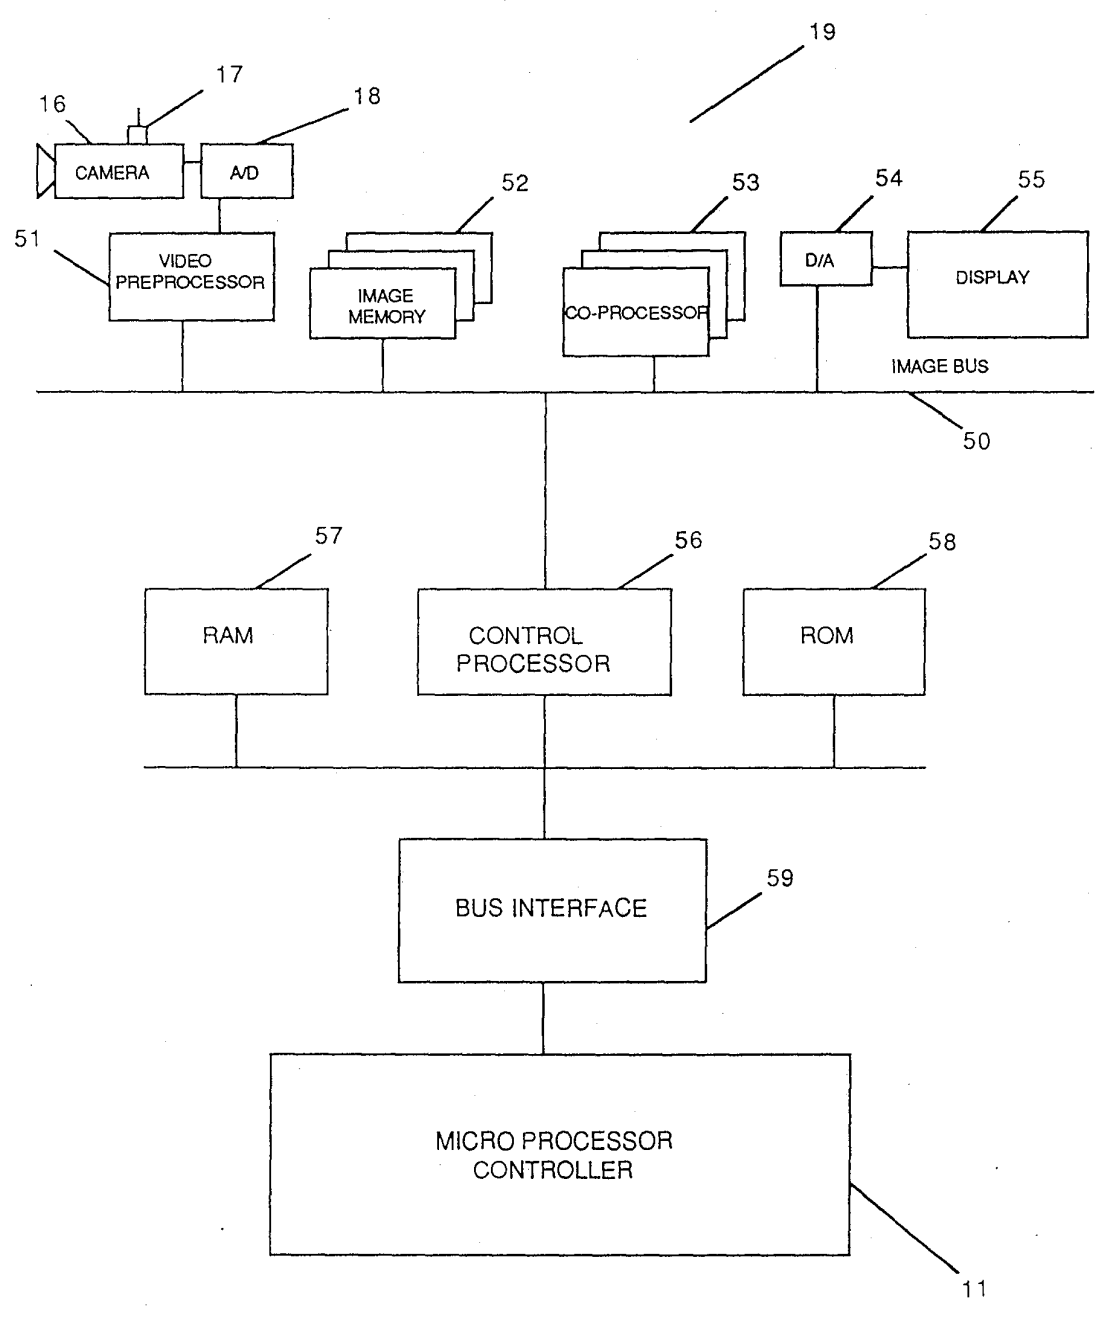 19
17
16
18
CAMERA
A/D
52
53
54
55
51
VIDEO
PREPROCESSOR
IMAGE
MEMORY
CO-PROCESSOR
D/A
DISPLAY
IMAGE BUS
50
57
56
58
RAM
CONTROL
PROCESSOR
ROM
59
BUS INTERFACE
MICRO PROCESSOR
CONTROLLER
11